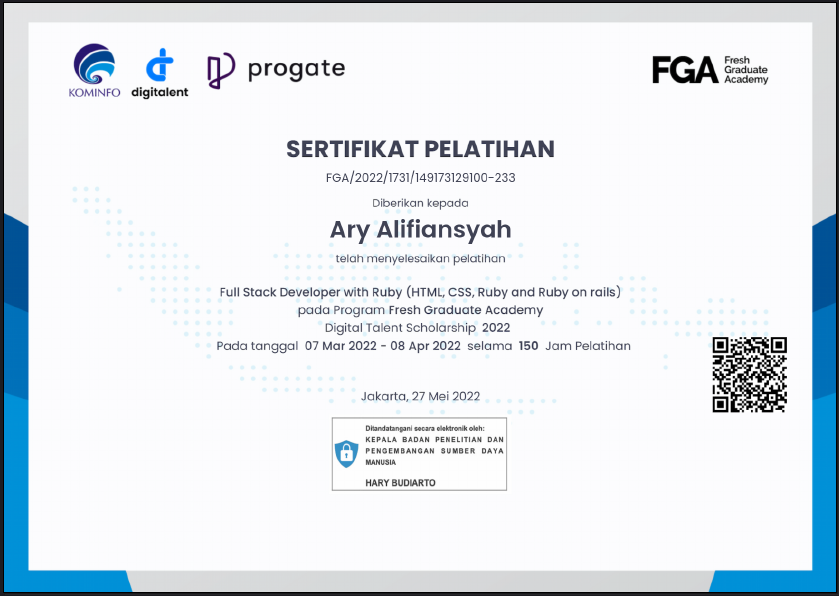 KOMINFO
digitalent
progate
FGA Fresh
Graduate
Academy
SERTIFIKAT PELATIHAN
FGA/2022/1731/149173129100-233
Diberikan kepada
Ary Alifiansyah
telah menyelesaikan pelatihan
Full Stack Developer with Ruby (HTML, CSS, Ruby and Ruby on rails)
pada Program Fresh Graduate Academy
Digital Talent Scholarship 2022
Pada tanggal 07 Mar 2022 - 08 Apr 2022 selama 150 Jam Pelatihan
Jakarta, 27 Mei 2022
Ditandatangani secara elektronik oleh:
KEPALA BADAN PENELITIAN DAN
PENGEMBANGAN SUMBER DAYA
MANUSIA
HARY BUDIARTO